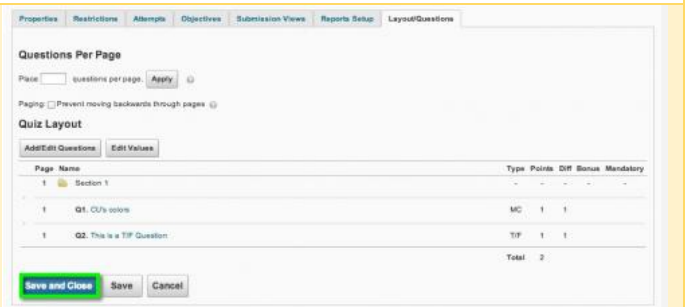 Properties Restrictions Attempts Objectives Submission Views Reports Setup Layout/Questions
Questions Per Page
Place questions per page. Apply
Paging: Prevent moving backwards through pages
Quiz Layout
Add/Edit Questions Edit Values
Page Name Type Points Diff Bonus Mandatory
1 Section 1 - - - - -
1 Q1. CU's colors MC 1 1
1 Q2. This is a T/F Question T/F 1 1
Total 2
Save and Close Save Cancel